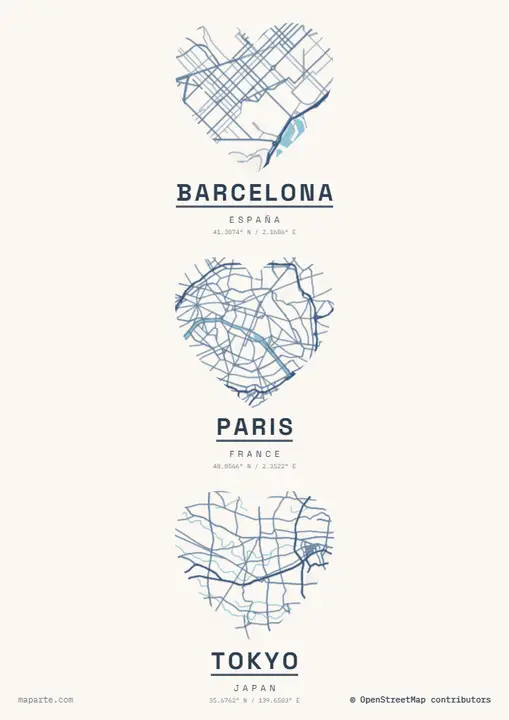 BARCELONA
ESPAÑA
41.3874° N / 2.1686° E
PARIS
FRANCE
48.8566° N / 2.3522° E
TOKYO
JAPAN
35.6762° N / 139.6503° E
maparte.com
© OpenStreetMap contributors